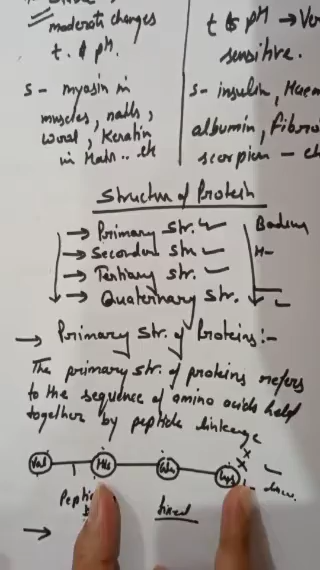 moderate changes
t. & pH.
s - myosin in
muscles, nails,
wool, keratin
in Hair.. etc
t & pH → Very
sensitive.
s - insulin, Haem
albumin, Fibro
scorpion - et
Structure of Protein
→ Primary Str.
→ Secondary Str.
→ Tertiary Str.
→ Quaternary Str.
H-
→ Primary Str. of Proteins:-
The primary str. of proteins refers
to the sequence of amino acids held
together by peptide linkage
Val His Gln Lys
Pepti